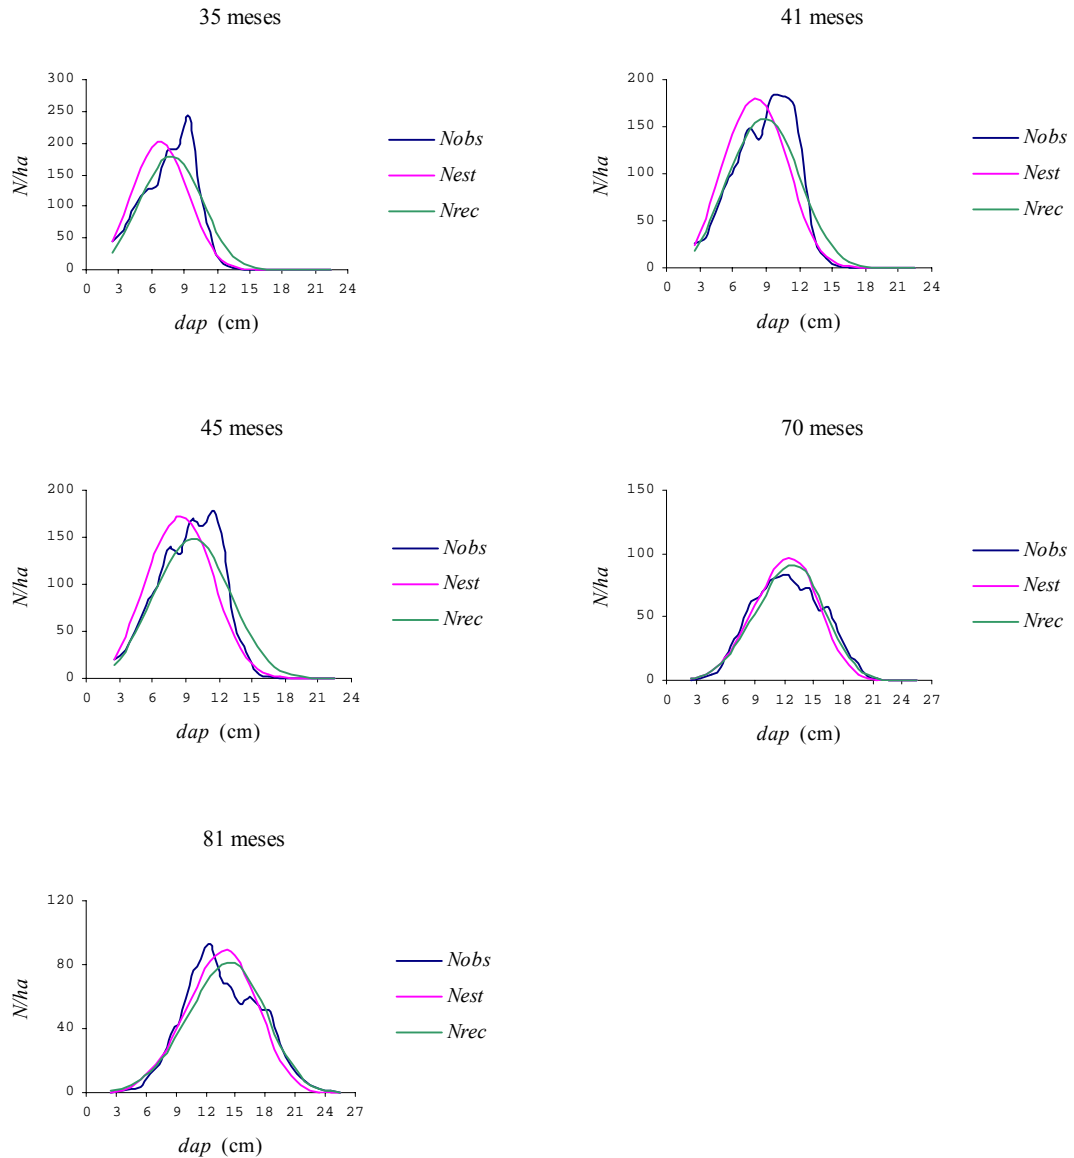 35 meses
300
250
200
150
100
50
0
N/ha
0 3 6 9 12 15 18 21 24
dap (cm)
Nobs
Nest
Nrec
41 meses
200
150
100
50
0
N/ha
0 3 6 9 12 15 18 21 24
dap (cm)
Nobs
Nest
Nrec
45 meses
200
150
100
50
0
N/ha
0 3 6 9 12 15 18 21 24
dap (cm)
Nobs
Nest
Nrec
70 meses
150
100
50
0
N/ha
0 3 6 9 12 15 18 21 24 27
dap (cm)
Nobs
Nest
Nrec
81 meses
120
80
40
0
N/ha
0 3 6 9 12 15 18 21 24 27
dap (cm)
Nobs
Nest
Nrec